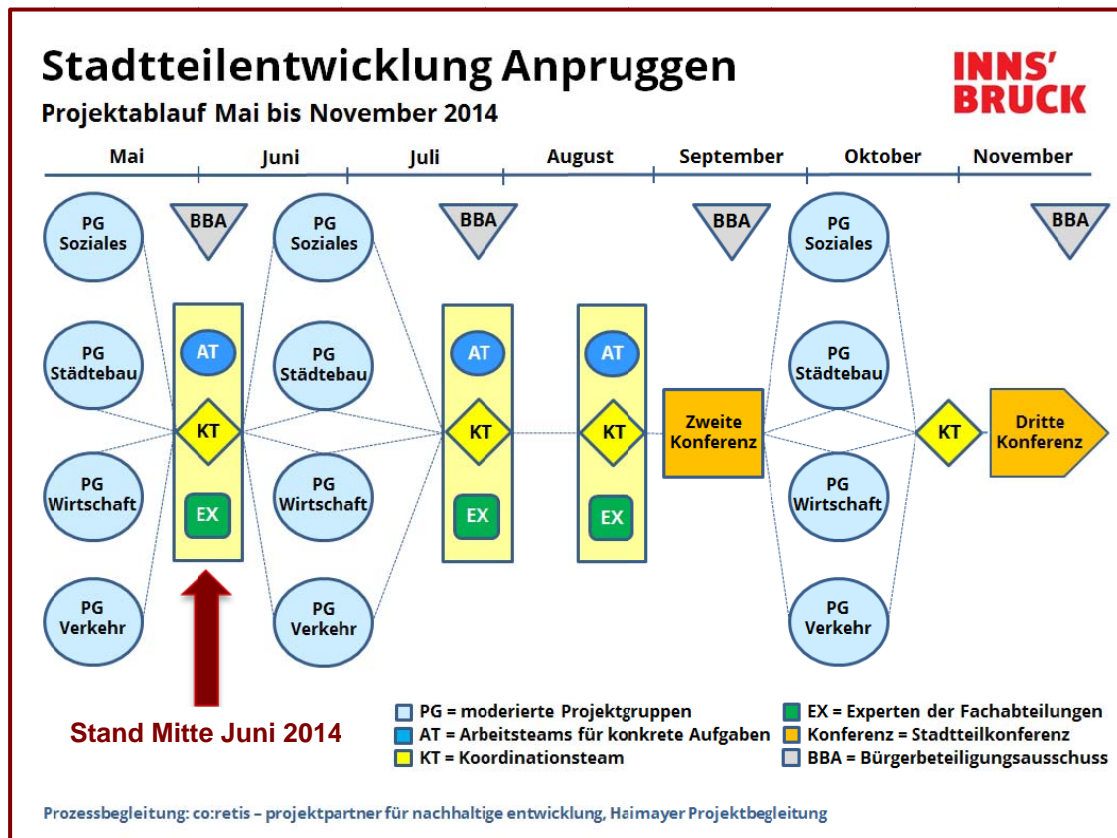 Stadtteilentwicklung Anpruggen
Projektablauf Mai bis November 2014
INNS'
BRUCK
Mai Juni Juli August September Oktober November
PG
Soziales
BBA
PG
Soziales
BBA
BBA
PG
Soziales
BBA
PG
Städtebau
AT
PG
Städtebau
AT
AT
PG
Städtebau
KT
KT
KT
Zweite
Konferenz
KT
Dritte
Konferenz
PG
Wirtschaft
EX
PG
Wirtschaft
EX
EX
PG
Wirtschaft
PG
Verkehr
PG
Verkehr
PG
Verkehr
Stand Mitte Juni 2014
PG = moderierte Projektgruppen
AT = Arbeitsteams für konkrete Aufgaben
KT = Koordinationsteam
EX = Experten der Fachabteilungen
Konferenz = Stadtteilkonferenz
BBA = Bürgerbeteiligungsausschuss
Prozessbegleitung: co:retis – projektpartner für nachhaltige entwicklung, Haimayer Projektbegleitung